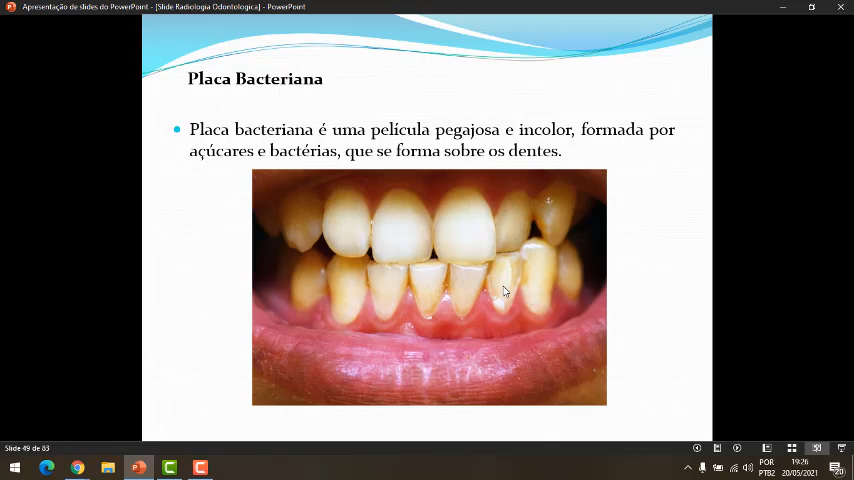 Apresentação de slides do PowerPoint - [Slide Radiologia Odontologica] - PowerPoint
Placa Bacteriana
Placa bacteriana é uma película pegajosa e incolor, formada por
açúcares e bactérias, que se forma sobre os dentes.
Slide 49 de 83
POR
PTB2
19:26
20/05/2021
20